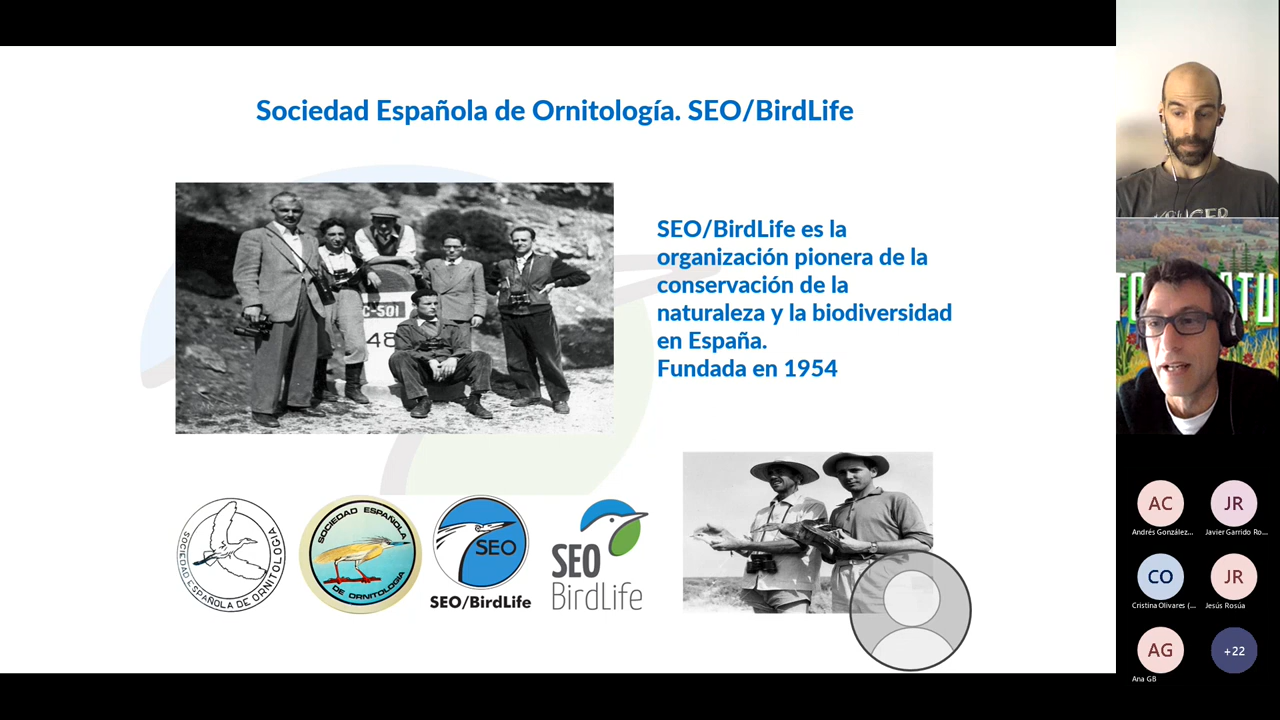 Sociedad Española de Ornitología. SEO/BirdLife
SEO/BirdLife es la
organización pionera de la
conservación de la
naturaleza y la biodiversidad
en España.
Fundada en 1954
C-501
48
SOCIEDAD ESPAÑOLA DE ORNITOLOGIA
SOCIEDAD ESPAÑOLA
DE ORNITOLOGIA
SEO
SEO/BirdLife
SEO
BirdLife
KRUGER
AC
Andrés González...
JR
Javier Garrido Ro...
CO
Cristina Olivares (...
JR
Jesús Rosúa
AG
Ana GB
+22